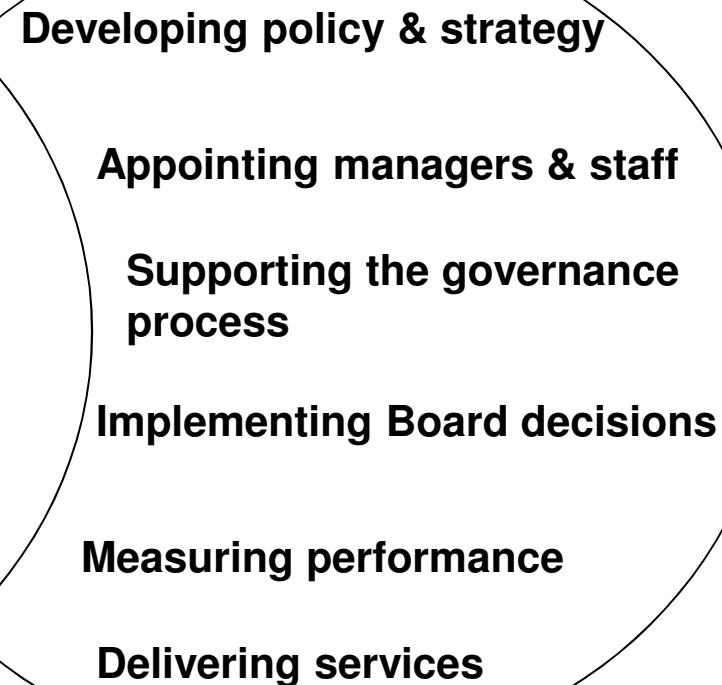 Developing policy & strategy
Appointing managers & staff
Supporting the governance
process
Implementing Board decisions
Measuring performance
Delivering services